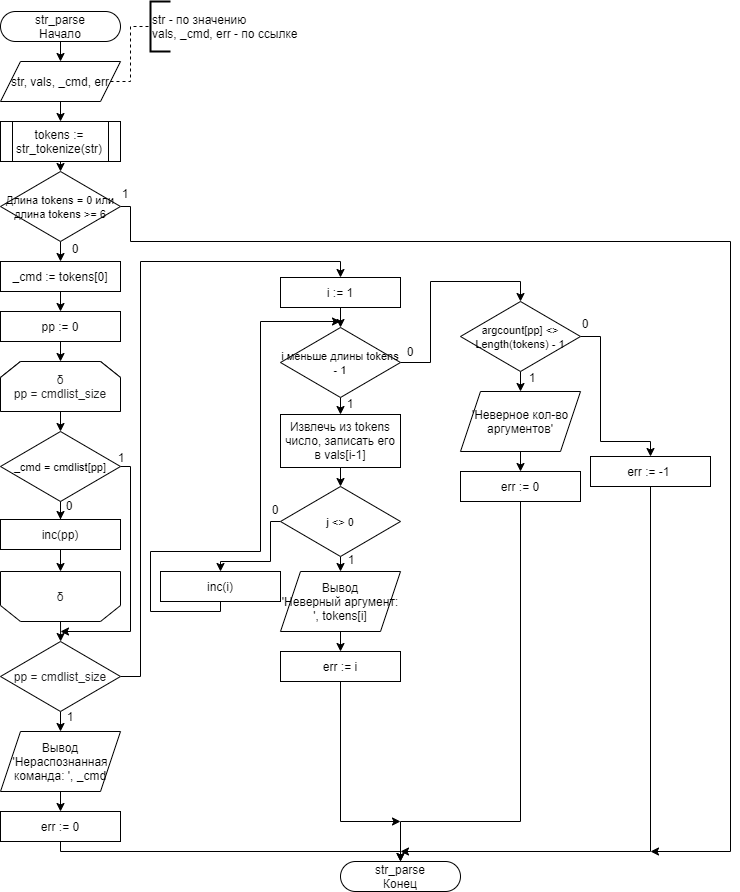 str_parse
Начало
str - по значению
vals, _cmd, err - по ссылке
str, vals, _cmd, err
tokens :=
str_tokenize(str)
Длина tokens = 0 или
длина tokens >= 6
1
0
_cmd := tokens[0]
pp := 0
δ
pp = cmdlist_size
_cmd = cmdlist[pp]
1
0
inc(pp)
δ
pp = cmdlist_size
1
Вывод
'Нераспознанная
команда: ', _cmd
err := 0
i := 1
i меньше длины tokens
- 1
0
1
Извлечь из tokens
число, записать его
в vals[i-1]
j <> 0
0
1
inc(i)
Вывод
'Неверный аргумент:
', tokens[i]
err := i
argcount[pp] <>
Length(tokens) - 1
0
1
'Неверное кол-во
аргументов'
err := 0
err := -1
str_parse
Конец